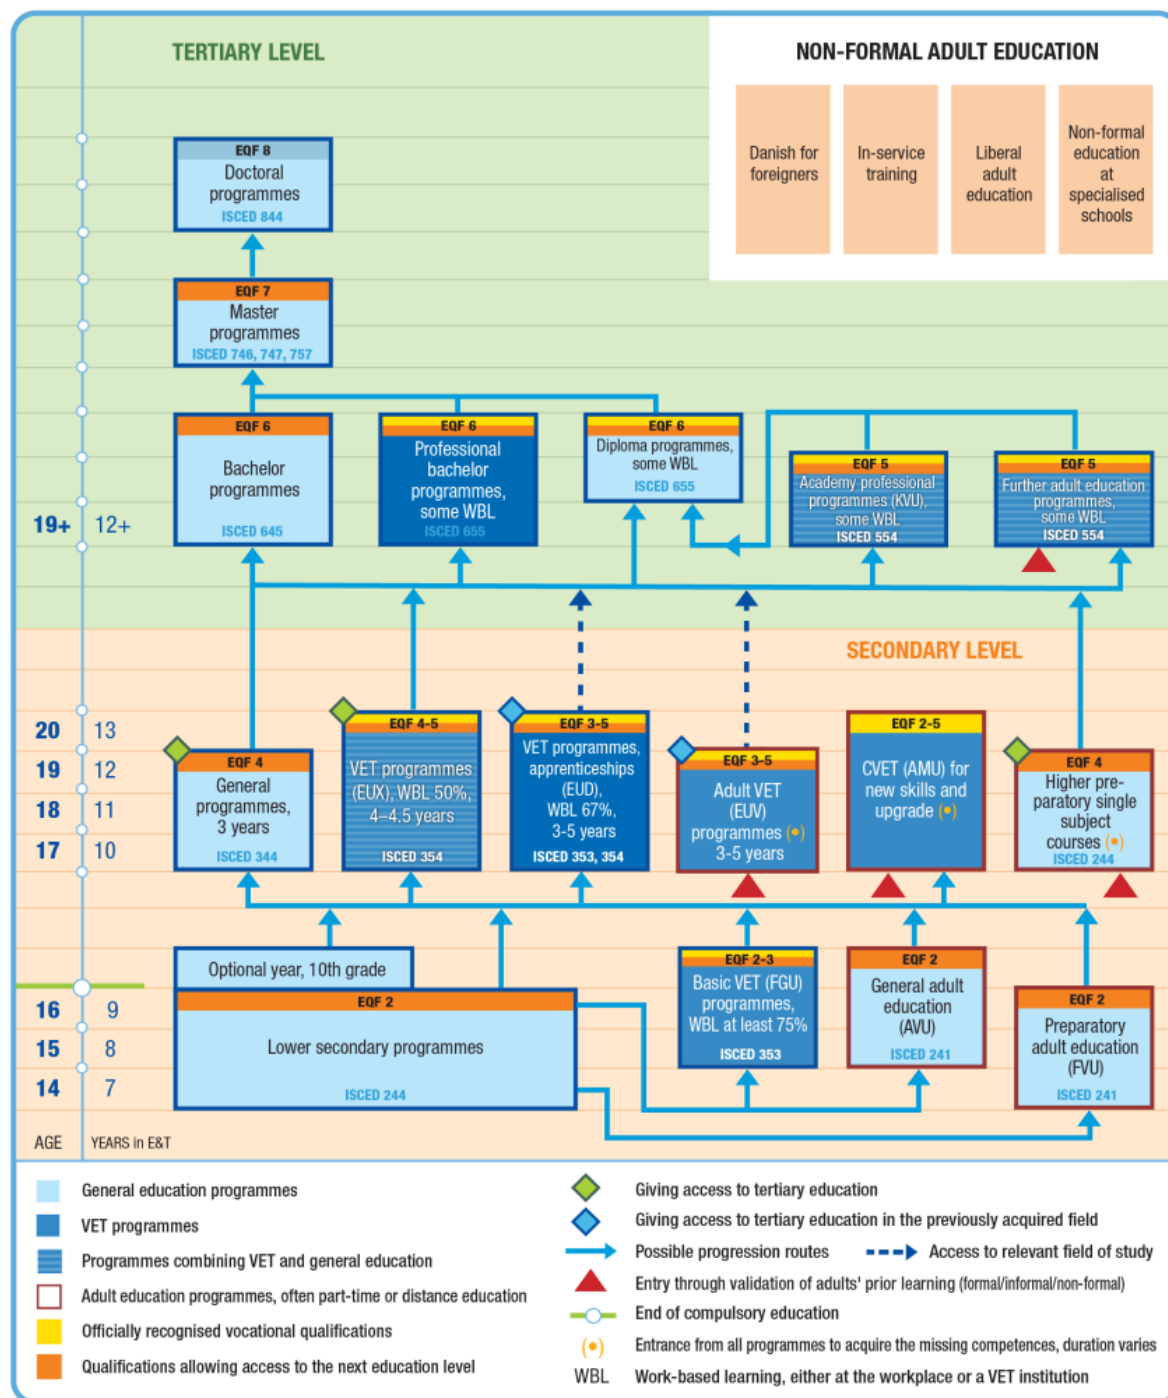 TERTIARY LEVEL
NON-FORMAL ADULT EDUCATION
Danish for
foreigners
In-service
training
Liberal
adult
education
Non-formal
education
at
specialised
schools
EQF 8
Doctoral
programmes
ISCED 844
EQF 7
Master
programmes
ISCED 746, 747, 757
EQF 6
Bachelor
programmes
ISCED 645
EQF 6
Professional
bachelor
programmes,
some WBL
ISCED 655
EQF 6
Diploma programmes,
some WBL
ISCED 655
EQF 5
Academy professional
programmes (KVU),
some WBL
ISCED 554
EQF 5
Further adult education
programmes,
some WBL
ISCED 554
19+ 12+
SECONDARY LEVEL
20 13
19 12
18 11
17 10
EQF 4
General
programmes,
3 years
ISCED 344
EQF 4-5
VET programmes
(EUX), WBL 50%,
4–4.5 years
ISCED 354
EQF 3-5
VET programmes,
apprenticeships
(EUD),
WBL 67%,
3-5 years
ISCED 353, 354
EQF 3-5
Adult VET
(EUV)
programmes (•)
3-5 years
EQF 2-5
CVET (AMU) for
new skills and
upgrade (•)
EQF 4
Higher pre-
paratory single
subject
courses (•)
ISCED 244
Optional year, 10th grade
EQF 2
Lower secondary programmes
ISCED 244
EQF 2-3
Basic VET (FGU)
programmes,
WBL at least 75%
ISCED 353
EQF 2
General adult
education
(AVU)
ISCED 241
EQF 2
Preparatory
adult education
(FVU)
ISCED 241
16 9
15 8
14 7
AGE YEARS in E&T
General education programmes
VET programmes
Programmes combining VET and general education
Adult education programmes, often part-time or distance education
Officially recognised vocational qualifications
Qualifications allowing access to the next education level
Giving access to tertiary education
Giving access to tertiary education in the previously acquired field
Possible progression routes
Access to relevant field of study
Entry through validation of adults' prior learning (formal/informal/non-formal)
End of compulsory education
(•) Entrance from all programmes to acquire the missing competences, duration varies
WBL Work-based learning, either at the workplace or a VET institution